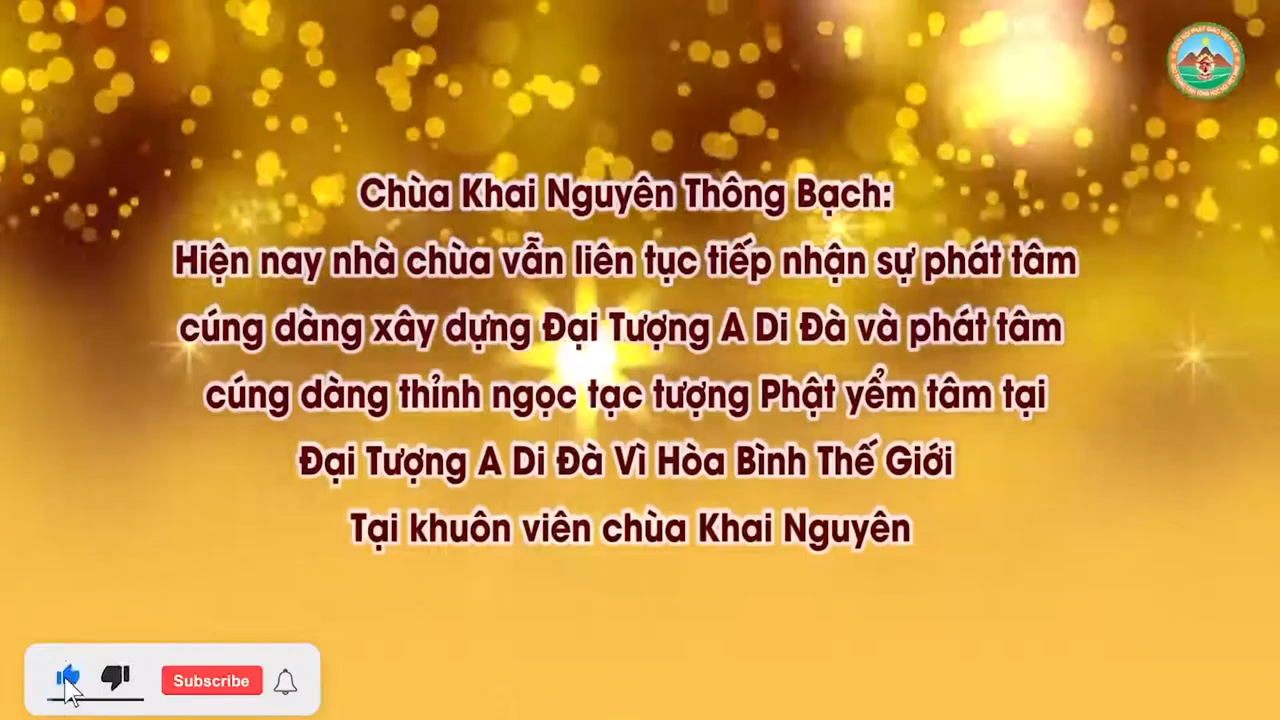 Chùa Khai Nguyên Thông Bạch:
Hiện nay nhà chùa vẫn liên tục tiếp nhận sự phát tâm
cúng dàng xây dựng Đại Tượng A Di Đà và phát tâm
cúng dàng thỉnh ngọc tạc tượng Phật yểm tâm tại
Đại Tượng A Di Đà Vì Hòa Bình Thế Giới
Tại khuôn viên chùa Khai Nguyên
Subscribe